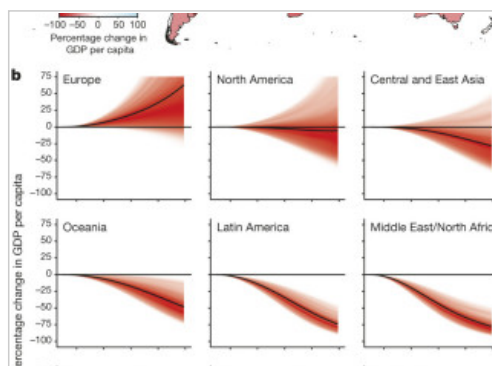 -100 -50 0 50 100
Percentage change in
GDP per capita
b
Percentage change in GDP per capita
75
50
25
0
-25
-50
-75
-100
Europe
North America
Central and East Asia
75
50
25
0
-25
-50
-75
-100
Oceania
Latin America
Middle East/North Afric